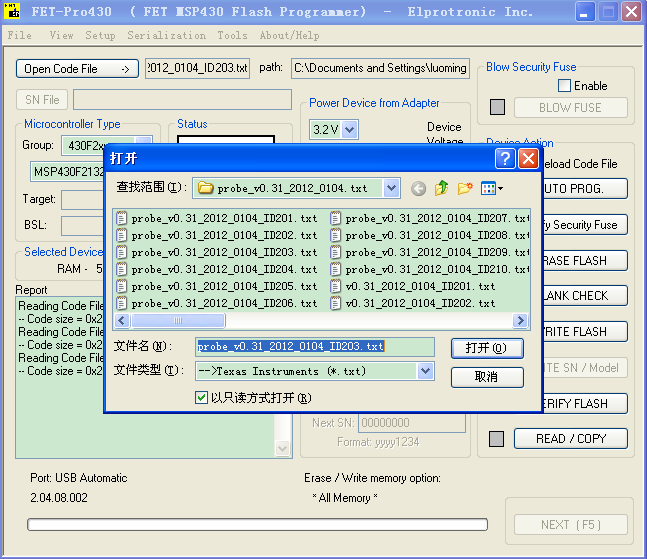 FET-Pro430 ( FET MSP430 Flash Programmer) - Elprotronic Inc.
File View Setup Serialization Tools About/Help
Open Code File -> 2012_0104_ID203.txt path: C:\Documents and Settings\luoming
Blow Security Fuse
Enable
SN File
BLOW FUSE
Microcontroller Type
Status
Power Device from Adapter
Group: 430F2x
3.2 V
Device
Voltage
Device Action
MSP430F2132
Reload Code File
Target:
AUTO PROG.
BSL:
y Security Fuse
Selected Device
RAM - 5
RASE FLASH
Report
LANK CHECK
Reading Code File
-- Code size = 0x2
Reading Code File
-- Code size = 0x2
Reading Code File
-- Code size = 0x2
RITE FLASH
TE SN / Model
ERIFY FLASH
READ / COPY
打开
查找范围(I): probe_v0.31_2012_0104.txt
probe_v0.31_2012_0104_ID201.txt
probe_v0.31_2012_0104_ID202.txt
probe_v0.31_2012_0104_ID203.txt
probe_v0.31_2012_0104_ID204.txt
probe_v0.31_2012_0104_ID205.txt
probe_v0.31_2012_0104_ID206.txt
probe_v0.31_2012_0104_ID207.txt
probe_v0.31_2012_0104_ID208.txt
probe_v0.31_2012_0104_ID209.txt
probe_v0.31_2012_0104_ID210.txt
v0.31_2012_0104_ID201.txt
v0.31_2012_0104_ID202.txt
文件名(N): probe_v0.31_2012_0104_ID203.txt 打开(O)
文件类型(T): -->Texas Instruments (*.txt) 取消
以只读方式打开(R)
Next SN: 00000000
Format: yyyy1234
Port: USB Automatic
2.04.08.002
Erase / Write memory option:
* All Memory *
NEXT ( F5 )